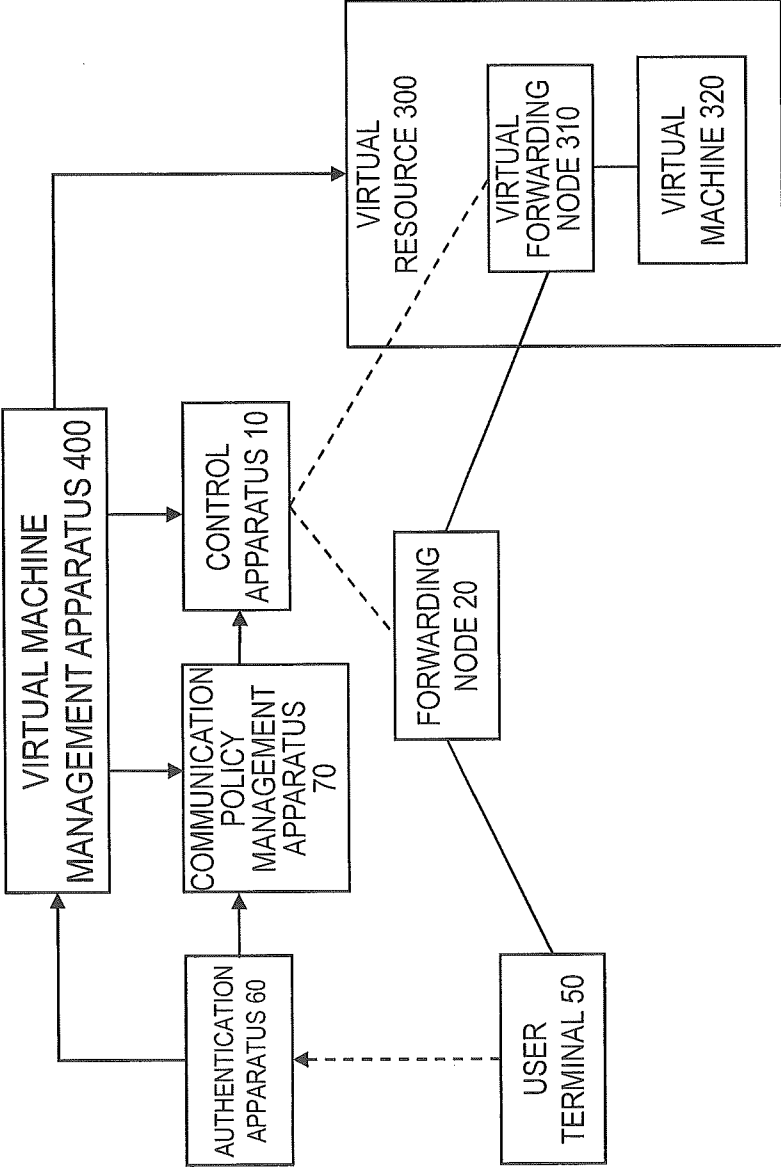 VIRTUAL MACHINE
MANAGEMENT APPARATUS 400
AUTHENTICATION
APPARATUS 60
COMMUNICATION
POLICY
MANAGEMENT
APPARATUS
70
CONTROL
APPARATUS 10
USER
TERMINAL 50
FORWARDING
NODE 20
VIRTUAL
RESOURCE 300
VIRTUAL
FORWARDING
NODE 310
VIRTUAL
MACHINE 320